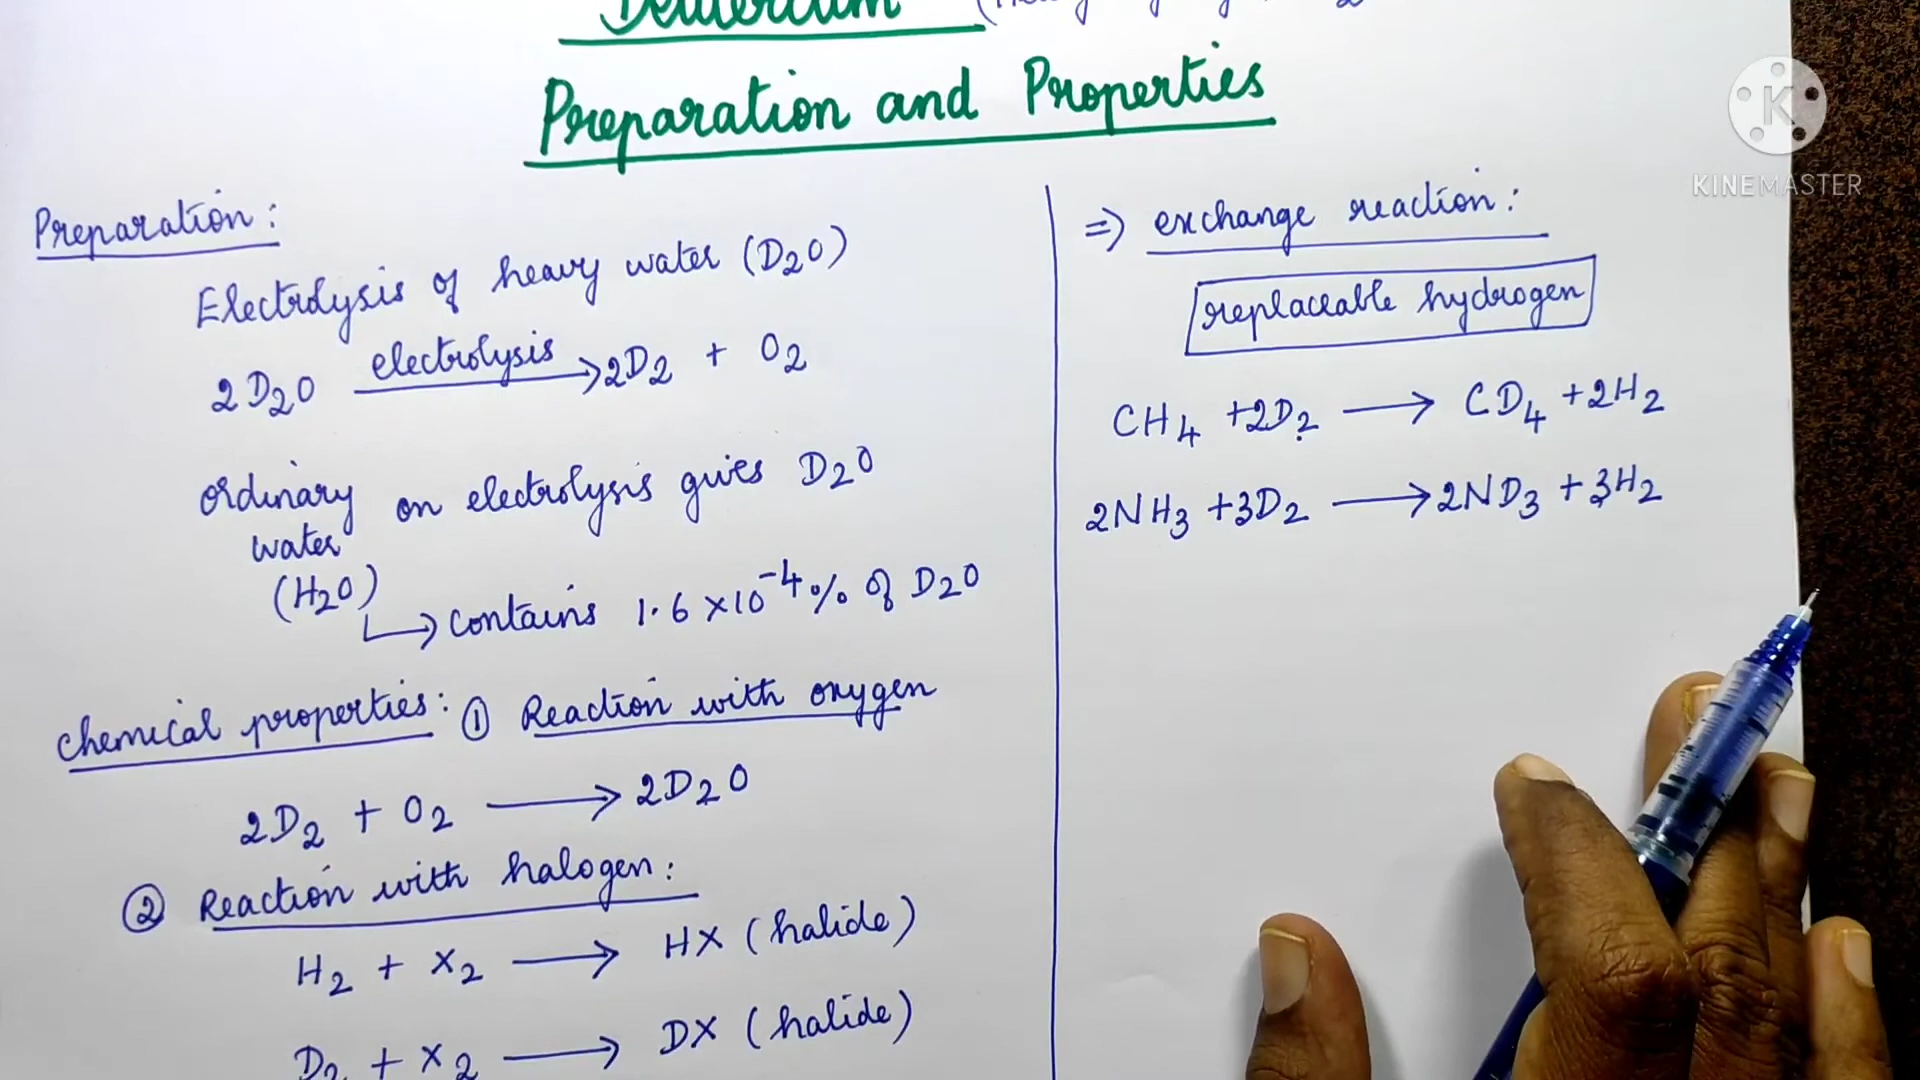 Deuterium
Preparation and Properties
KINEMASTER
Preparation:
Electrolysis of heavy water (D2O)
2D2O electrolysis → 2D2 + O2
Ordinary water (H2O) on electrolysis gives D2O
↳ Contains 1.6 × 10⁻⁴ % of D2O
Chemical properties: ① Reaction with oxygen
2D2 + O2 → 2D2O
② Reaction with halogen:
H2 + X2 → HX (halide)
D2 + X2 → DX (halide)
⇒ exchange reaction:
replaceable hydrogen
CH4 + 2D2 → CD4 + 2H2
2NH3 + 3D2 → 2ND3 + 3H2